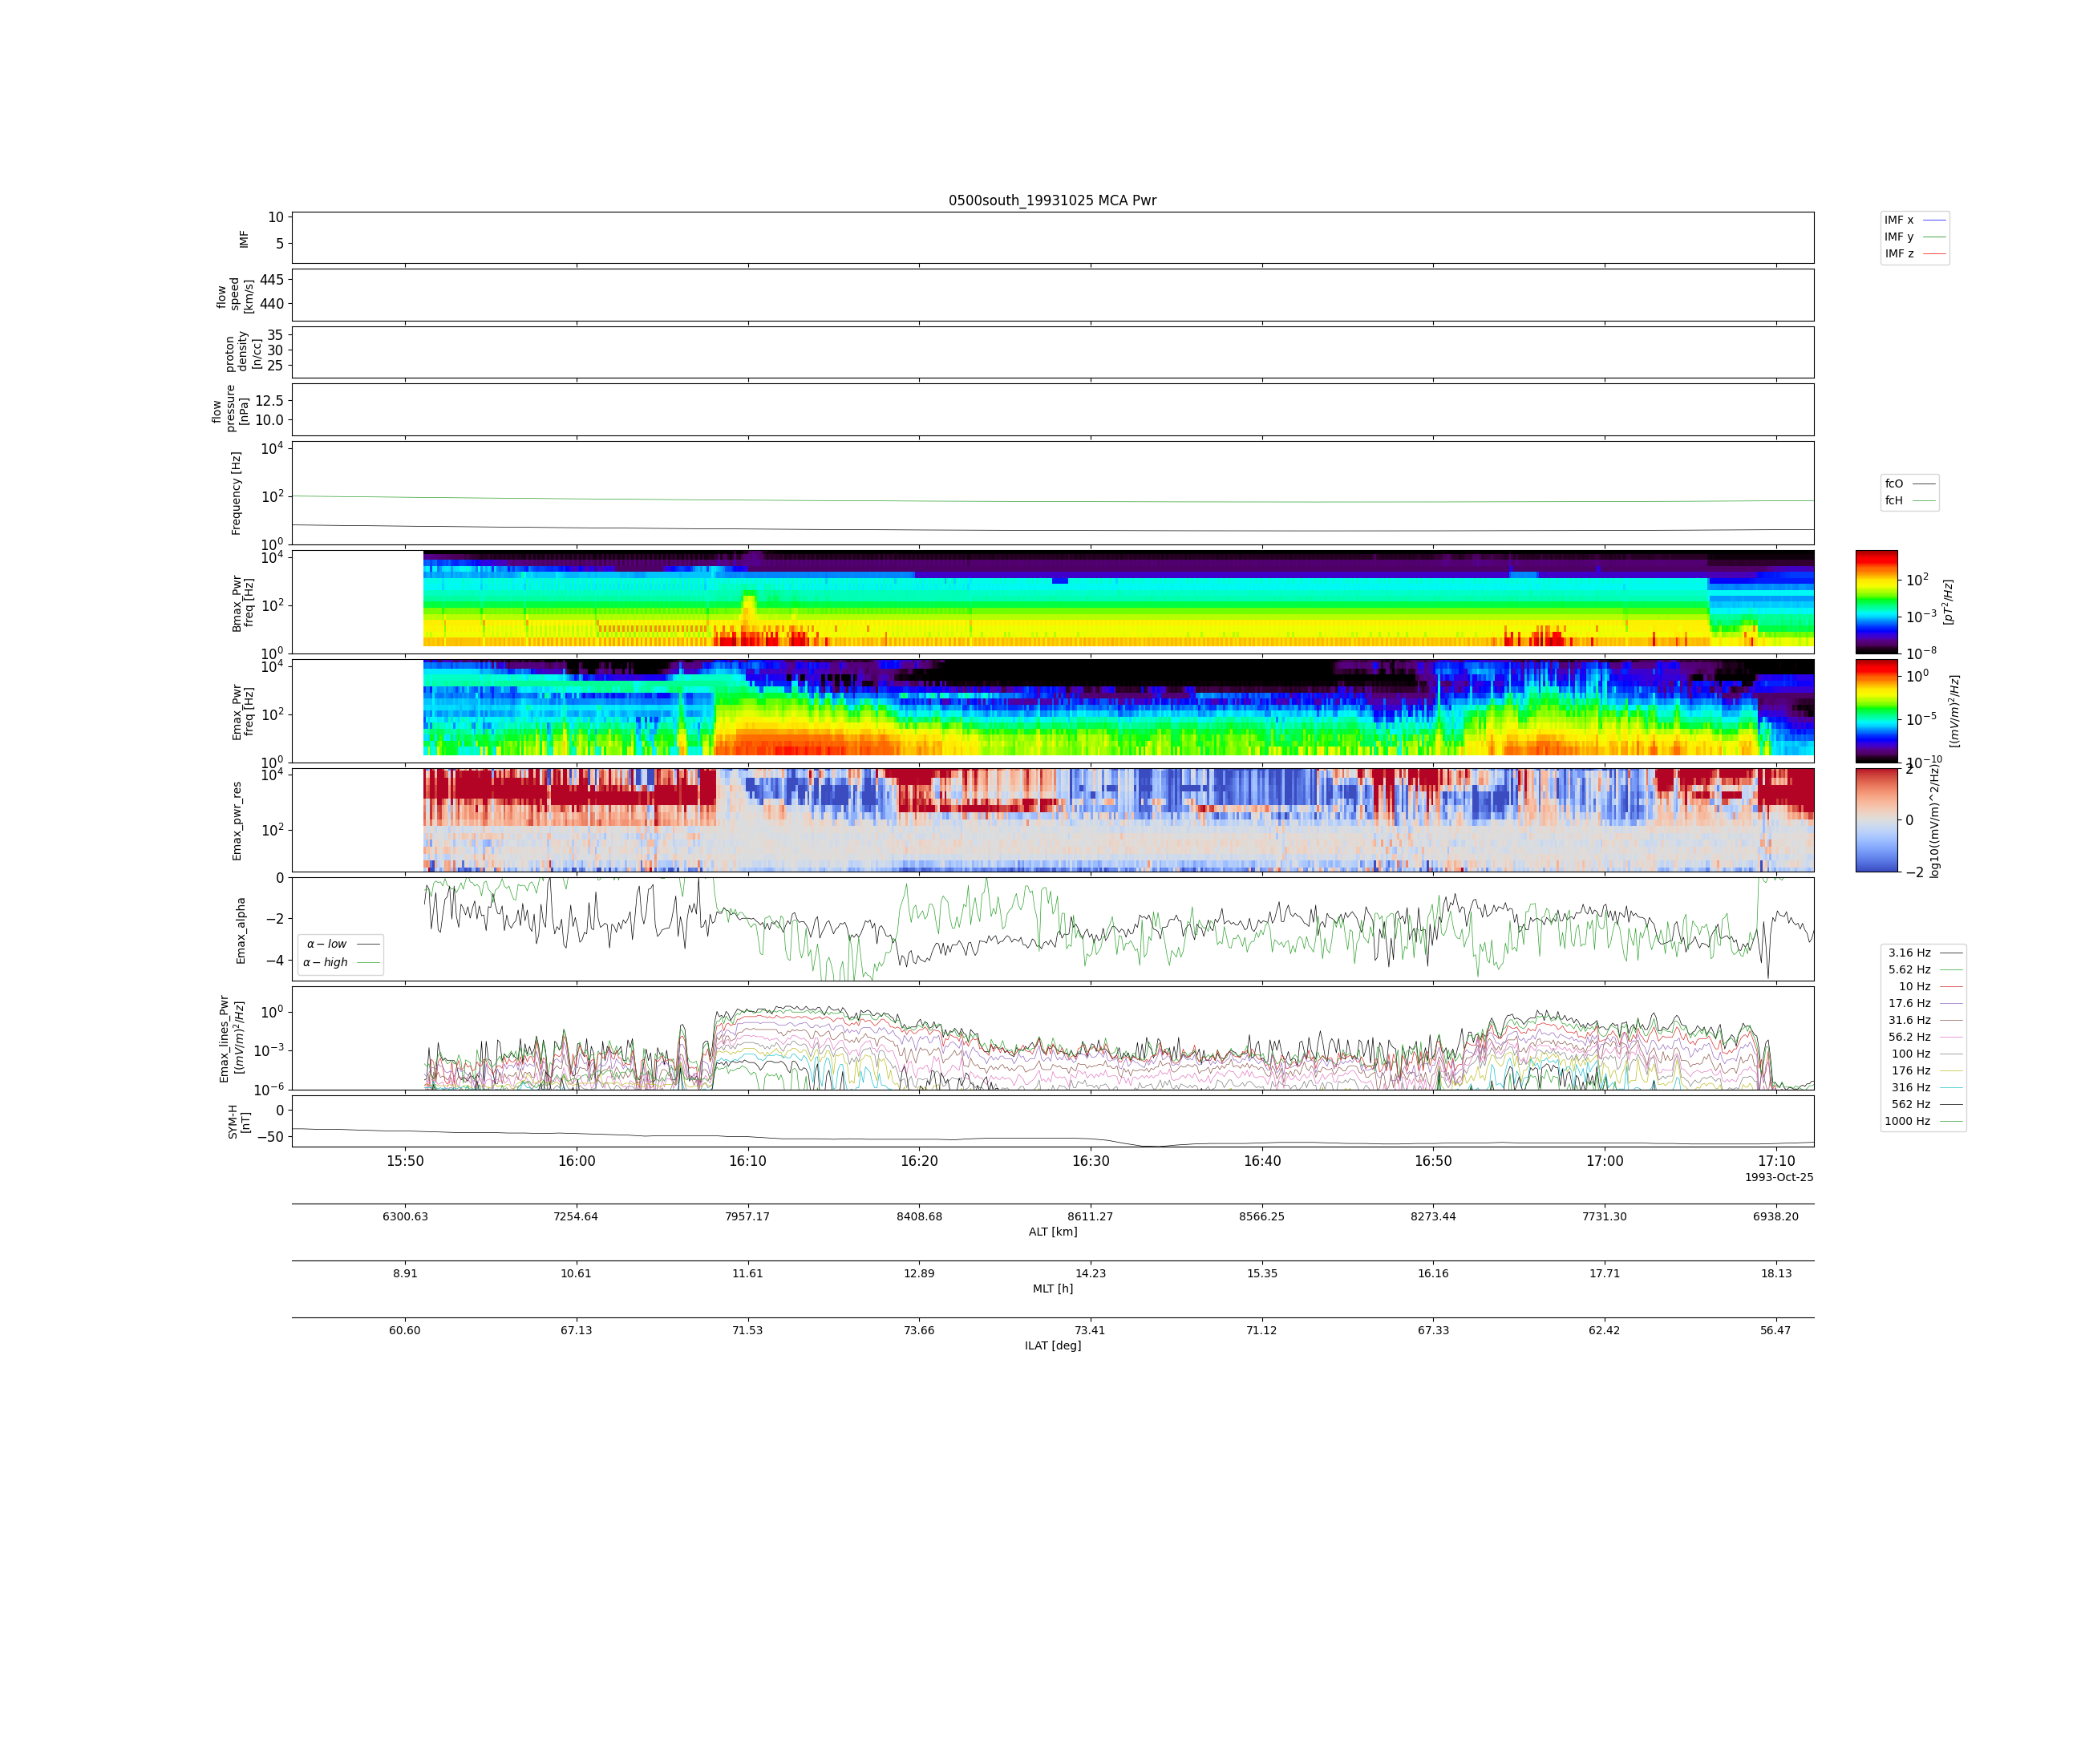 0500south_19931025 MCA Pwr
IMF
10
5
IMF x
IMF y
IMF z
flow
speed
[km/s]
445
440
proton
density
[n/cc]
35
30
25
flow
pressure
[nPa]
12.5
10.0
Frequency [Hz]
10^4
10^2
10^0
fcO
fcH
Bmax_Pwr
freq [Hz]
10^4
10^2
10^0
10^2
10^-3
10^-8
[pT^2/Hz]
Emax_Pwr
freq [Hz]
10^4
10^2
10^0
10^0
10^-5
10^-10
[(mV/m)^2/Hz]
Emax_pwr_res
10^4
10^2
2
0
−2
log10((mV/m)^2/Hz)
Emax_alpha
0
−2
−4
α − low
α − high
Emax_lines_Pwr
[(mV/m)^2/Hz]
10^0
10^-3
10^-6
3.16 Hz
5.62 Hz
10 Hz
17.6 Hz
31.6 Hz
56.2 Hz
100 Hz
176 Hz
316 Hz
562 Hz
1000 Hz
SYM-H
[nT]
0
−50
15:50 16:00 16:10 16:20 16:30 16:40 16:50 17:00 17:10
1993-Oct-25
6300.63 7254.64 7957.17 8408.68 8611.27 8566.25 8273.44 7731.30 6938.20
ALT [km]
8.91 10.61 11.61 12.89 14.23 15.35 16.16 17.71 18.13
MLT [h]
60.60 67.13 71.53 73.66 73.41 71.12 67.33 62.42 56.47
ILAT [deg]